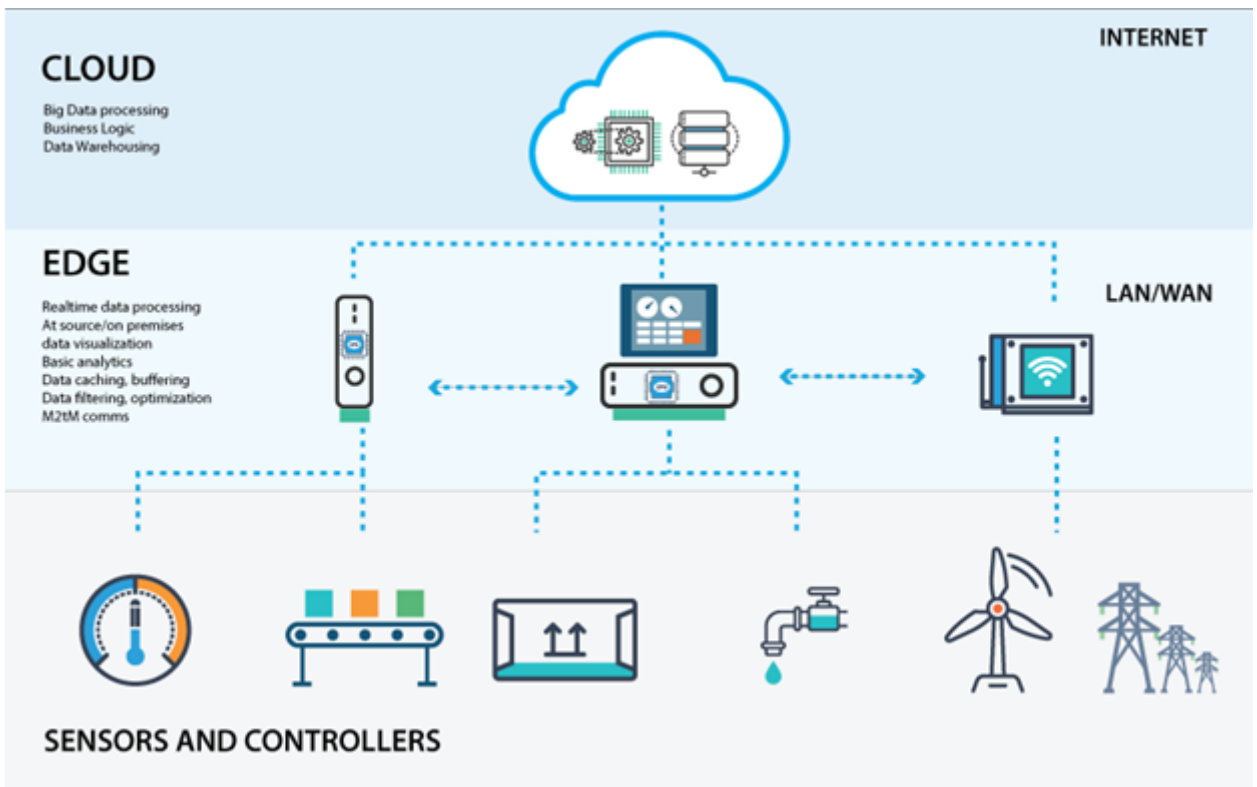 CLOUD
Big Data processing
Business Logic
Data Warehousing
INTERNET
EDGE
Realtime data processing
At source/on premises
data visualization
Basic analytics
Data caching, buffering
Data filtering, optimization
M2tM comms
LAN/WAN
SENSORS AND CONTROLLERS